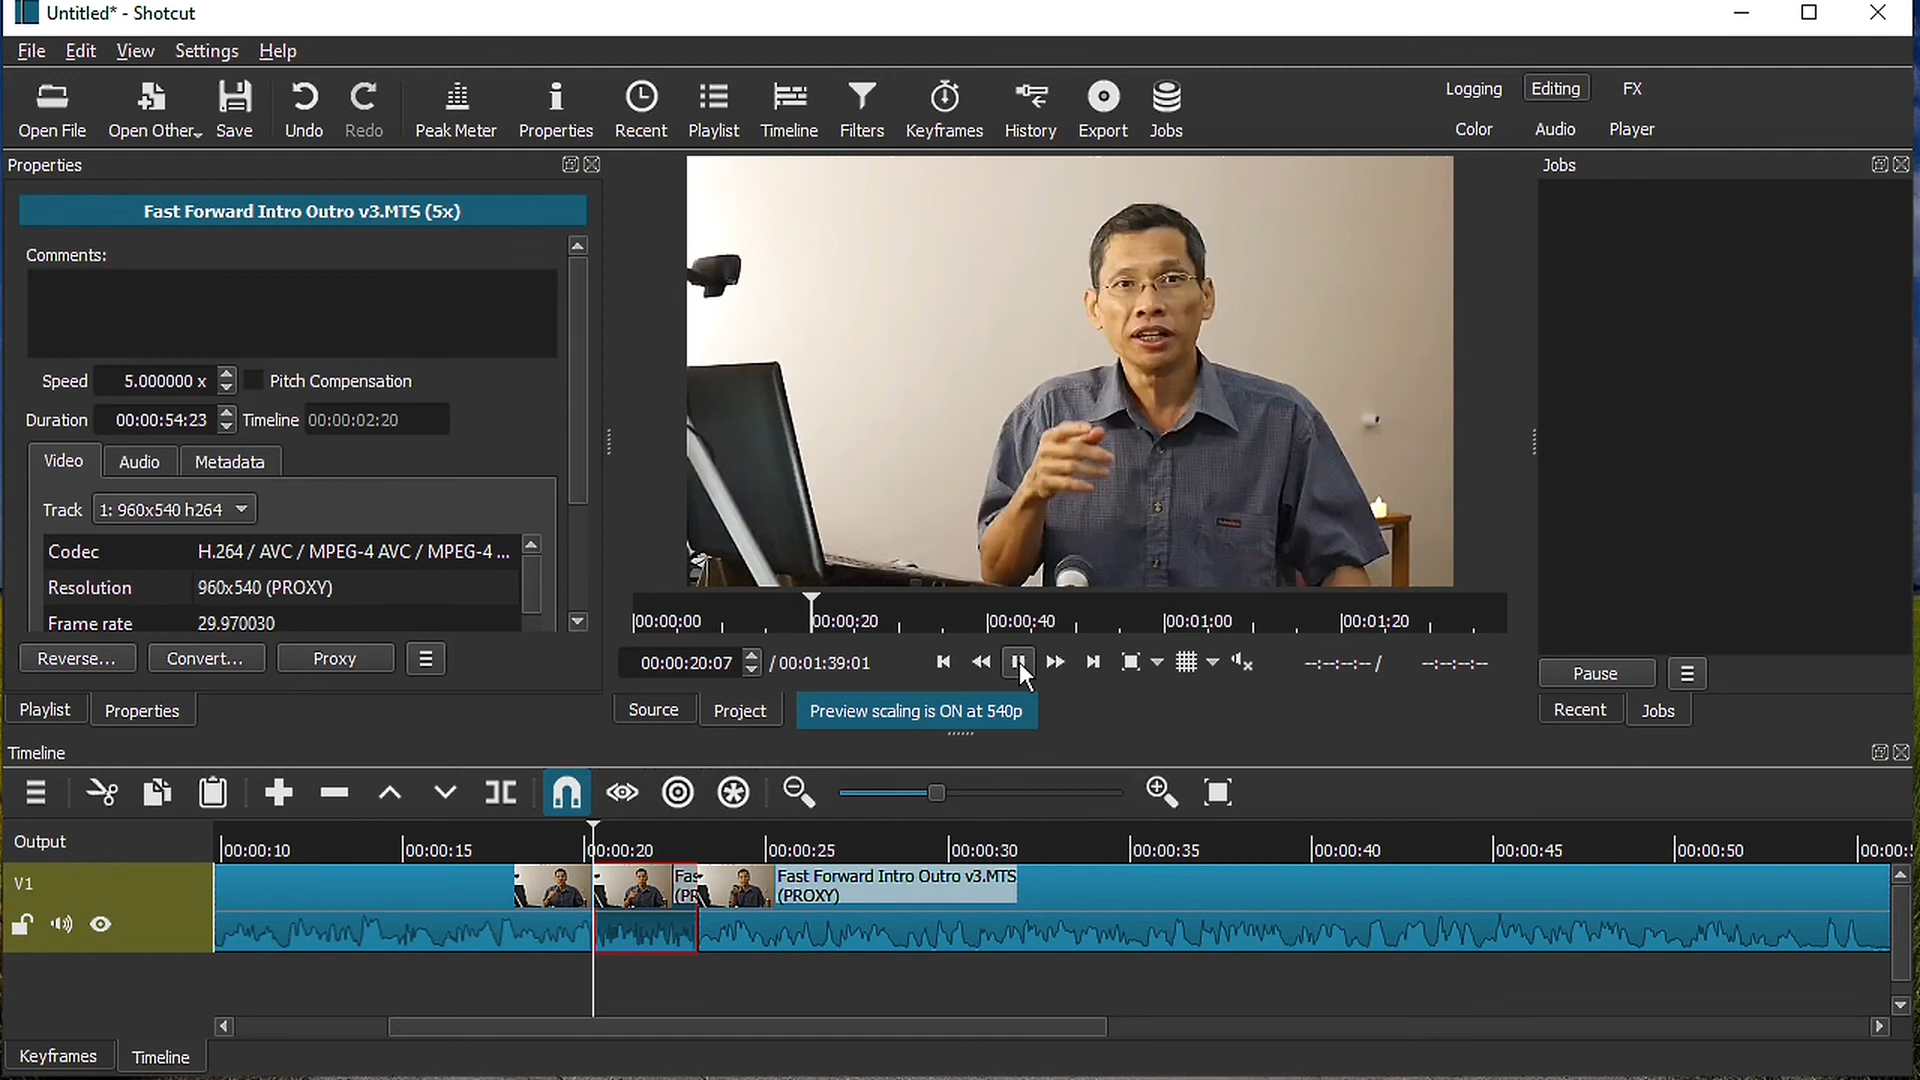 Untitled* - Shotcut
File Edit View Settings Help
Open File Open Other... Save Undo Redo Peak Meter Properties Recent Playlist Timeline Filters Keyframes History Export Jobs
Logging Editing FX
Color Audio Player
Properties
Jobs
Fast Forward Intro Outro v3.MTS (5x)
Comments:
Speed 5.000000 x Pitch Compensation
Duration 00:00:54:23 Timeline 00:00:02:20
Video Audio Metadata
Track 1: 960x540 h264
Codec H.264 / AVC / MPEG-4 AVC / MPEG-4 ...
Resolution 960x540 (PROXY)
Frame rate 29.970030
Reverse... Convert... Proxy
Playlist Properties
00:00:00 00:00:20 00:00:40 00:01:00 00:01:20
00:00:20:07 / 00:01:39:01 --:--:--:-- / --:--:--:--
Source Project Preview scaling is ON at 540p
Pause
Recent Jobs
Timeline
Output
00:00:10 00:00:15 00:00:20 00:00:25 00:00:30 00:00:35 00:00:40 00:00:45 00:00:50
V1
Fast Forward Intro Outro v3.MTS
(PROXY)
Keyframes Timeline